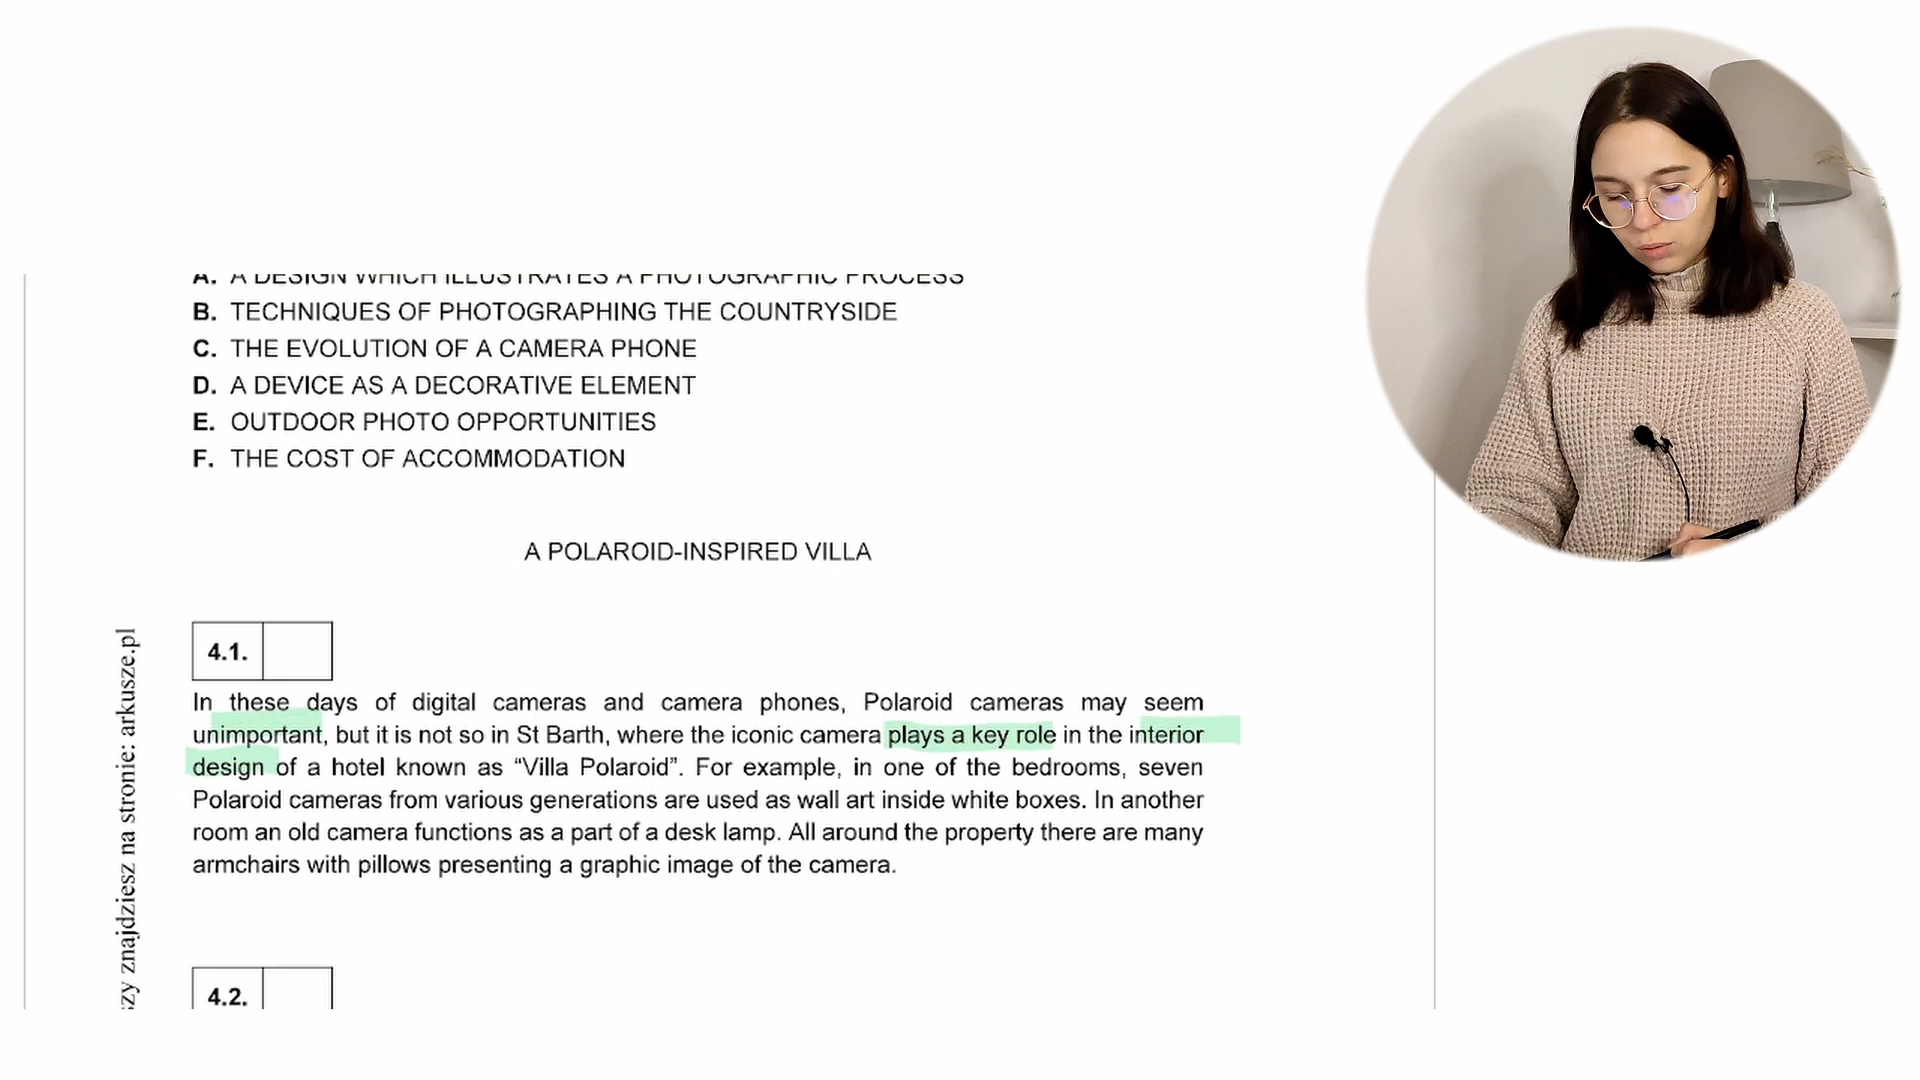 A. A DESIGN WHICH ILLUSTRATES A PHOTOGRAPHIC PROCESS
B. TECHNIQUES OF PHOTOGRAPHING THE COUNTRYSIDE
C. THE EVOLUTION OF A CAMERA PHONE
D. A DEVICE AS A DECORATIVE ELEMENT
E. OUTDOOR PHOTO OPPORTUNITIES
F. THE COST OF ACCOMMODATION
A POLAROID-INSPIRED VILLA
4.1.
In these days of digital cameras and camera phones, Polaroid cameras may seem
unimportant, but it is not so in St Barth, where the iconic camera plays a key role in the interior
design of a hotel known as “Villa Polaroid”. For example, in one of the bedrooms, seven
Polaroid cameras from various generations are used as wall art inside white boxes. In another
room an old camera functions as a part of a desk lamp. All around the property there are many
armchairs with pillows presenting a graphic image of the camera.
4.2.
znajdziesz na stronie: arkusze.pl